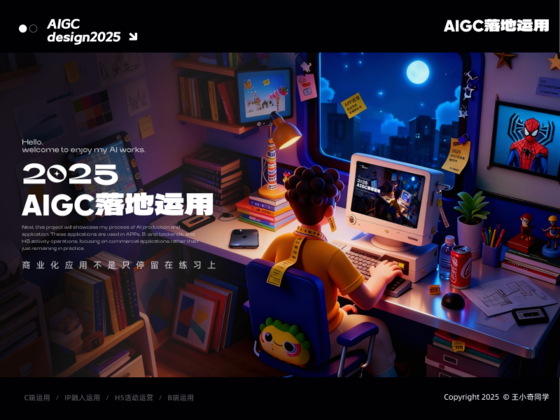 AIGC
design2025
AIGC落地运用
Hello,
welcome to enjoy my AI works.
2025
AIGC落地运用
Next, this project will showcase my process of AI production and
application. These applications are used in APPs, B-end backends, and
H5 activity operations, focusing on commercial applications rather than
just remaining in practice.
商业化应用不是只停留在练习上
C端运用 / IP融入运用 / H5活动运营 / B端运用
Copyright 2025 © 王小奇同学